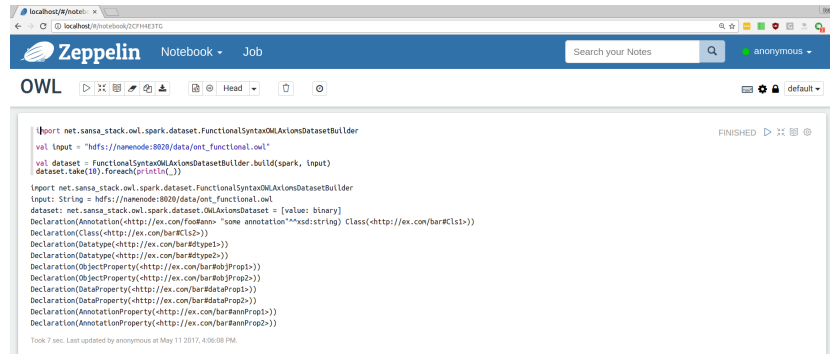 localhost/#/noteb
localhost/#/notebook/2CFH4E3TG
Zeppelin Notebook Job Search your Notes anonymous
OWL Head default
import net.sansa_stack.owl.spark.dataset.FunctionalSyntaxOWLAxiomsDatasetBuilder FINISHED
val input = "hdfs://namenode:8020/data/ont_functional.owl"
val dataset = FunctionalSyntaxOWLAxiomsDatasetBuilder.build(spark, input)
dataset.take(10).foreach(println(_))
import net.sansa_stack.owl.spark.dataset.FunctionalSyntaxOWLAxiomsDatasetBuilder
input: String = hdfs://namenode:8020/data/ont_functional.owl
dataset: net.sansa_stack.owl.spark.dataset.OWLAxiomsDataset = [value: binary]
Declaration(Annotation(<http://ex.com/foo#ann> "some annotation"^^xsd:string) Class(<http://ex.com/bar#Cls1>))
Declaration(Class(<http://ex.com/bar#Cls2>))
Declaration(Datatype(<http://ex.com/bar#dtype1>))
Declaration(Datatype(<http://ex.com/bar#dtype2>))
Declaration(ObjectProperty(<http://ex.com/bar#objProp1>))
Declaration(ObjectProperty(<http://ex.com/bar#objProp2>))
Declaration(DataProperty(<http://ex.com/bar#dataProp1>))
Declaration(DataProperty(<http://ex.com/bar#dataProp2>))
Declaration(AnnotationProperty(<http://ex.com/bar#annProp1>))
Declaration(AnnotationProperty(<http://ex.com/bar#annProp2>))
Took 7 sec. Last updated by anonymous at May 11 2017, 4:06:08 PM.